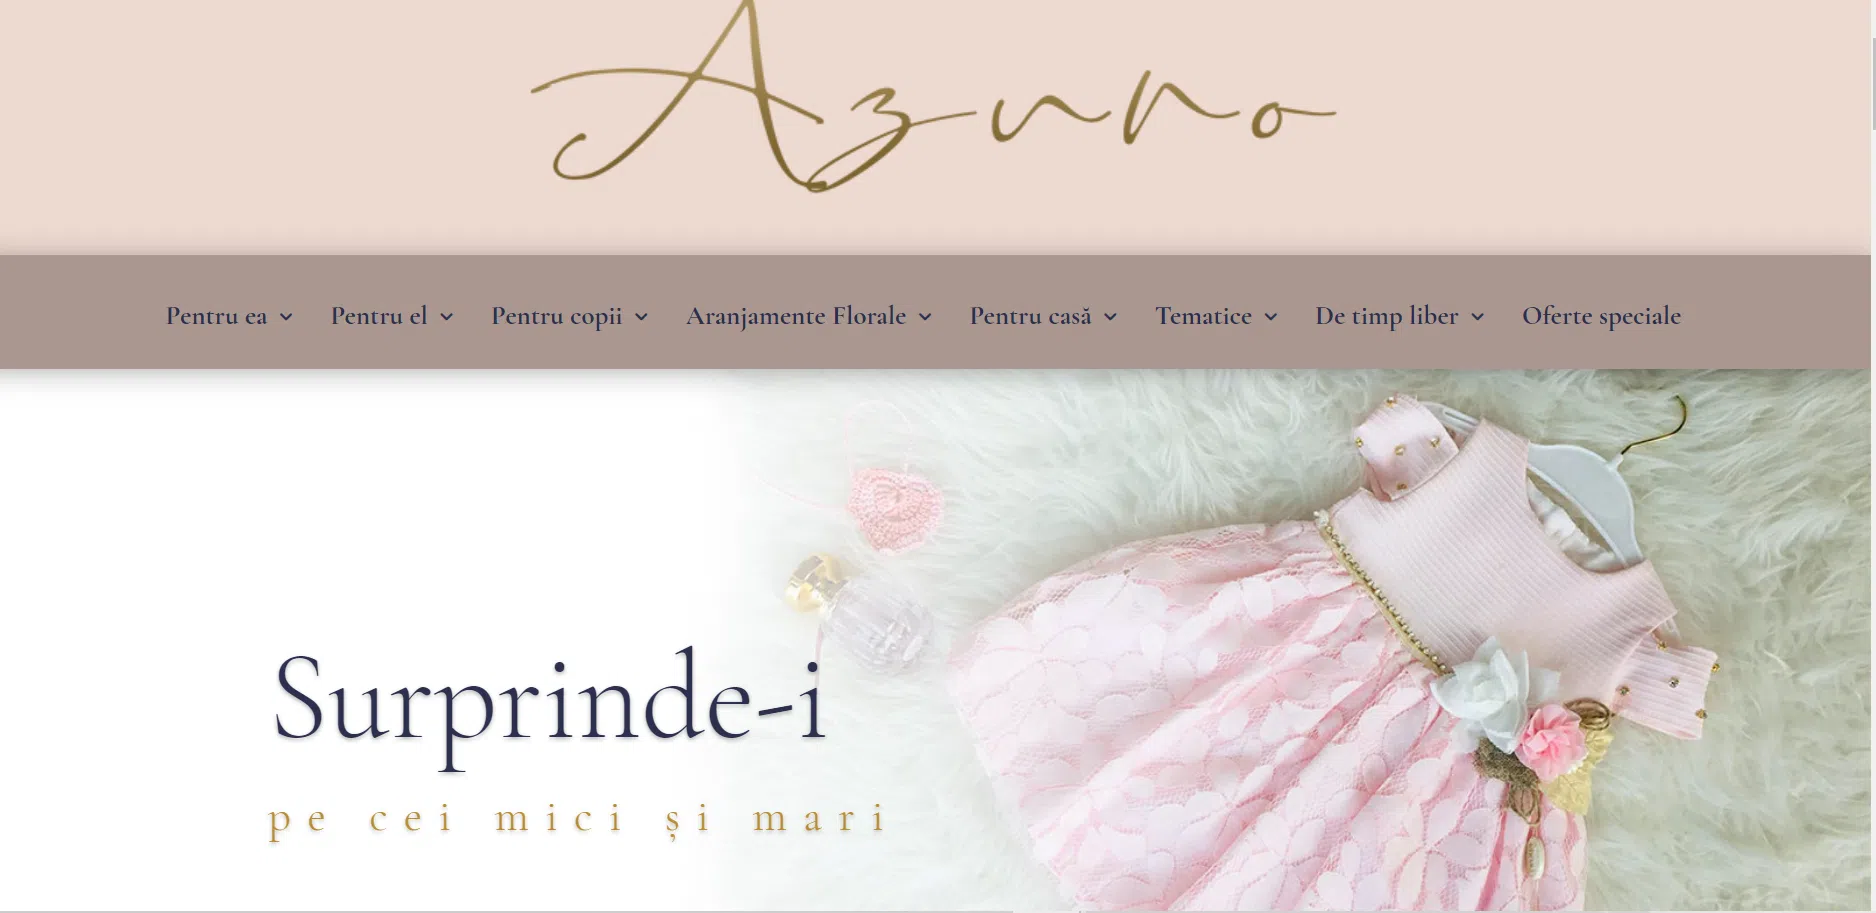 Azuno
Pentru ea Pentru el Pentru copii Aranjamente Florale Pentru casă Tematice De timp liber Oferte speciale
Surprinde-i
pe cei mici și mari